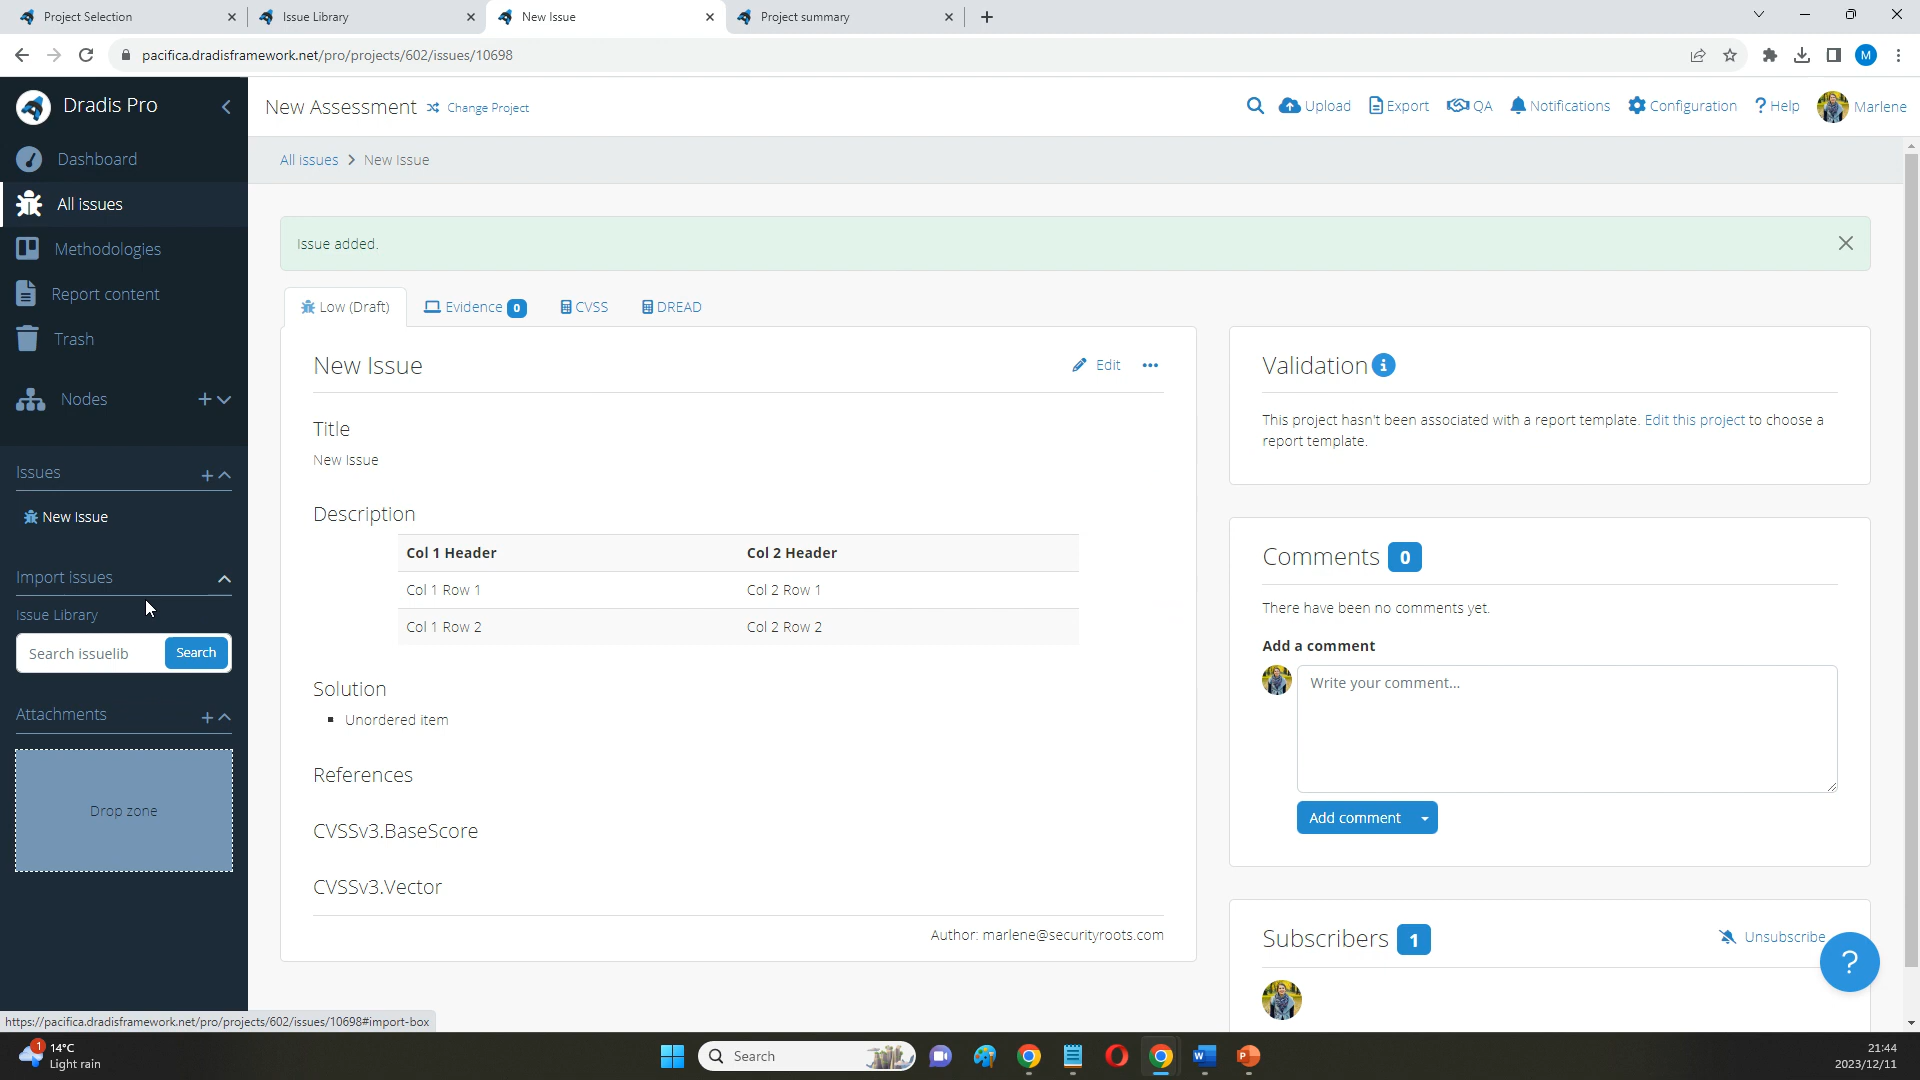 Project Selection
Issue Library
New Issue
Project summary
pacifica.dradisframework.net/pro/projects/602/issues/10698
M
Dradis Pro
New Assessment
Change Project
Upload
Export
QA
Notifications
Configuration
? Help
Marlene
Dashboard
All issues
Methodologies
Report content
Trash
Nodes
Issues
New Issue
Import issues
Issue Library
Search issuelib
Search
Attachments
Drop zone
All issues > New Issue
Issue added.
Low (Draft)
Evidence 0
CVSS
DREAD
New Issue
Edit
Title
New Issue
Description
Col 1 Header Col 2 Header
Col 1 Row 1 Col 2 Row 1
Col 1 Row 2 Col 2 Row 2
Solution
Unordered item
References
CVSSv3.BaseScore
CVSSv3.Vector
Author: marlene@securityroots.com
Validation
This project hasn't been associated with a report template. Edit this project to choose a
report template.
Comments 0
There have been no comments yet.
Add a comment
Write your comment...
Add comment
Subscribers 1
Unsubscribe
?
https://pacifica.dradisframework.net/pro/projects/602/issues/10698#import-box
1
14°C
Light rain
Search
21:44
2023/12/11